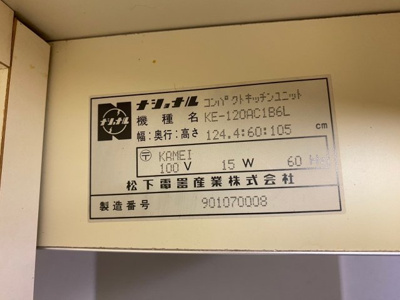 ナショナル コンパクトキッチンユニット
機種名 KE-120AC1B6L
幅:奥行:高さ 124.4:60:105 cm
〒 KAMEI
100 V 15 W 60 Hz
松下電器産業株式会社
製造番号 901070008